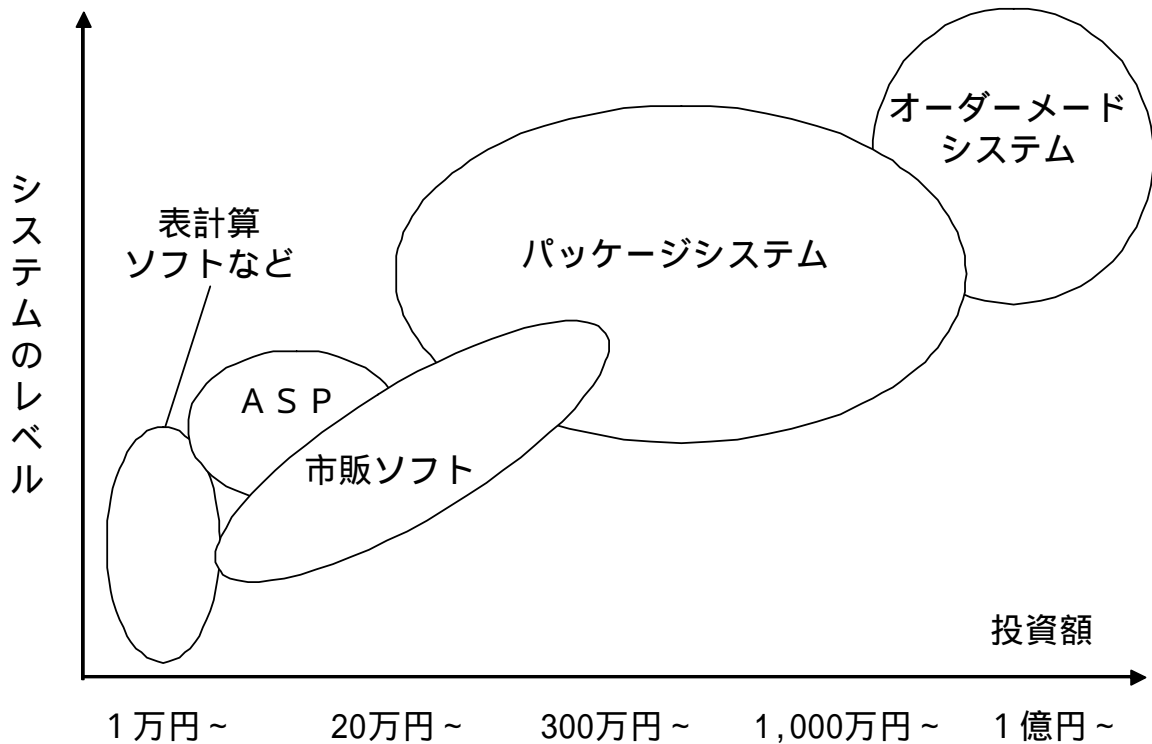 オーダーメード
システム
表計算
ソフトなど
パッケージシステム
システムのレベル
ＡＳＰ
市販ソフト
投資額
１万円～
20万円～
300万円～
1,000万円～
１億円～